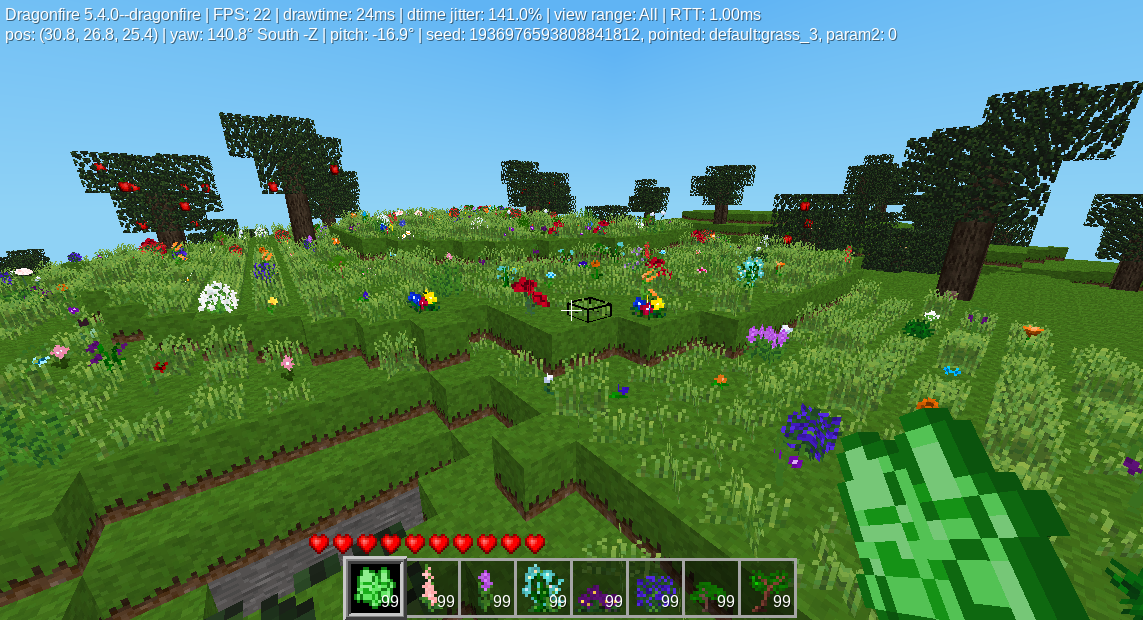 Dragonfire 5.4.0--dragonfire | FPS: 22 | drawtime: 24ms | dtime jitter: 141.0% | view range: All | RTT: 1.00ms
pos: (30.8, 26.8, 25.4) | yaw: 140.8° South -Z | pitch: -16.9° | seed: 1936976593808841812, pointed: default:grass_3, param2: 0
99 99 99 99 99 99 99 99